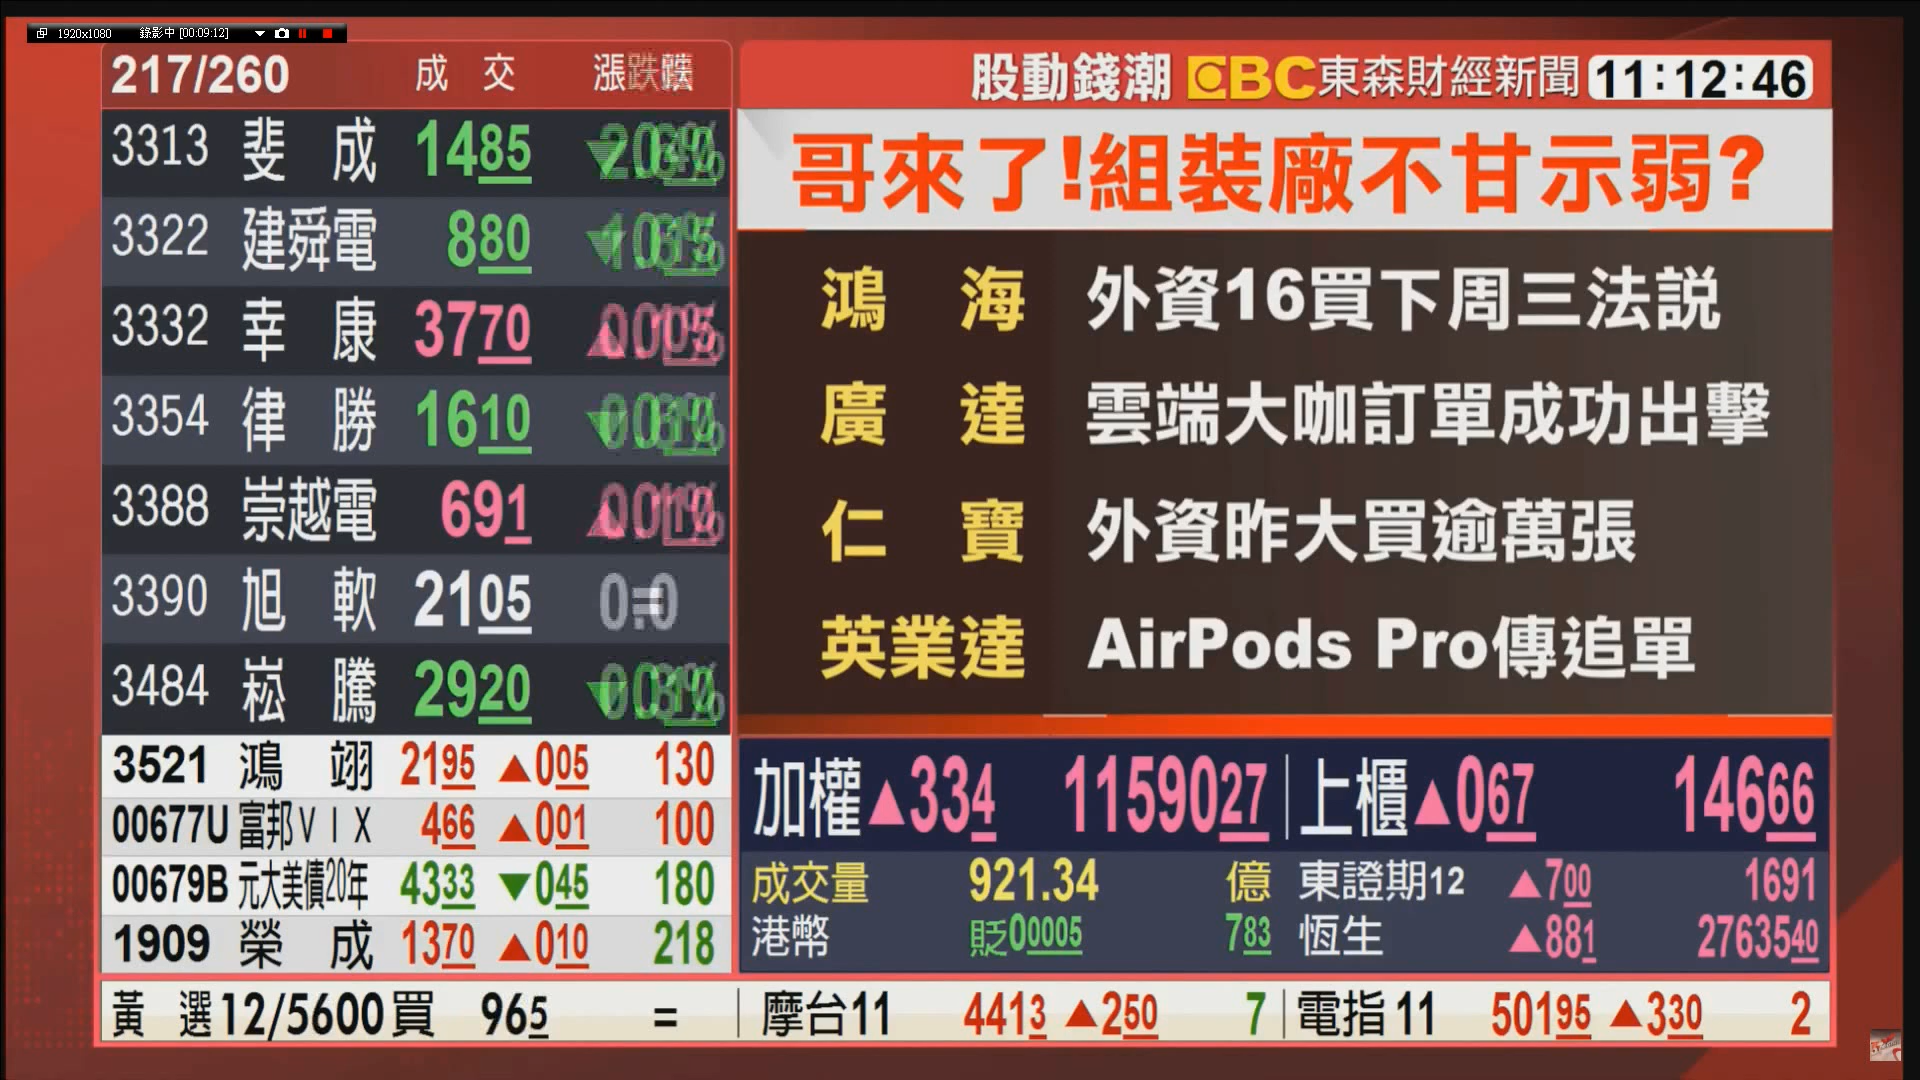 1920x1080 錄影中 [00:09:12]
217/260 成交
3313 斐成 1485
3322 建舜電 880
3332 幸康 3770
3354 律勝 1610
3388 崇越電 691
3390 旭軟 2105
3484 崧騰 2920
3521 鴻翊 2195 ▲005 130
00677U 富邦VIX 466 ▲001 100
00679B 元大美債20年 4333 ▼045 180
1909 榮成 1370 ▲010 218
股動錢潮 EBC東森財經新聞 11:12:46
哥來了!組裝廠不甘示弱?
鴻海 外資16買下周三法説
廣達 雲端大咖訂單成功出擊
仁寶 外資昨大買逾萬張
英業達 AirPods Pro傳追單
加權▲334 1159027 上櫃▲067 14666
成交量 921.34 億 東證期12 ▲700 1691
港幣 貶00005 783 恆生 ▲881 2763540
黃選12/5600買 965 = 摩台11 4413 ▲250 7 電指11 50195 ▲330 2